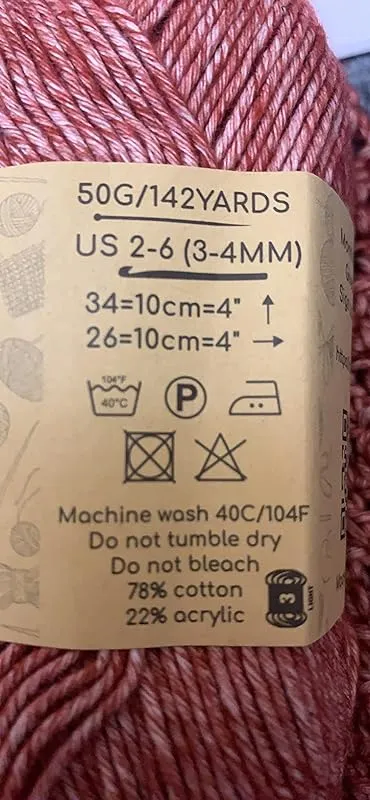 50G/142YARDS
US 2-6 (3-4MM)
34=10cm=4" ↑
26=10cm=4" →
104°F
40°C
P
Machine wash 40C/104F
Do not tumble dry
Do not bleach
78% cotton
22% acrylic
3
LIGHT